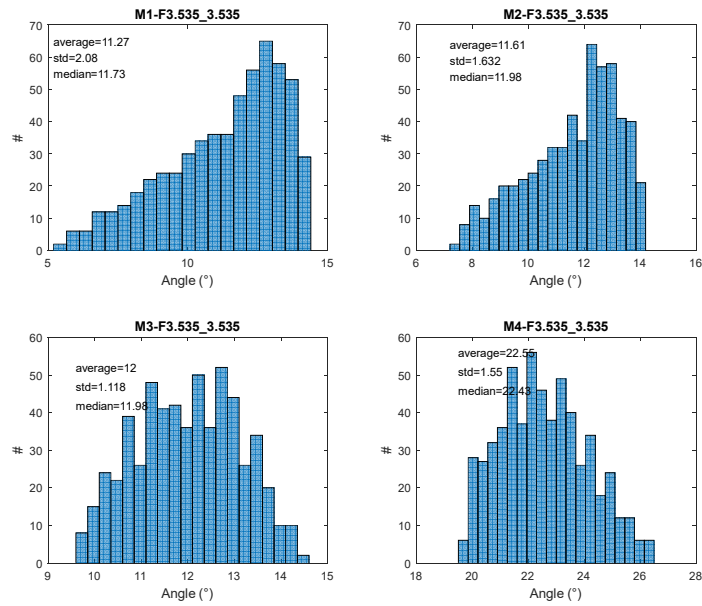 M1-F3.535_3.535
average=11.27
std=2.08
median=11.73
70
60
50
40
30
20
10
0
#
5
10
15
Angle (°)
M2-F3.535_3.535
average=11.61
std=1.632
median=11.98
70
60
50
40
30
20
10
0
#
6
8
10
12
14
16
Angle (°)
M3-F3.535_3.535
average=12
std=1.118
median=11.98
60
50
40
30
20
10
0
#
9
10
11
12
13
14
15
Angle (°)
M4-F3.535_3.535
average=22.55
std=1.55
median=22.43
60
50
40
30
20
10
0
#
18
20
22
24
26
28
Angle (°)